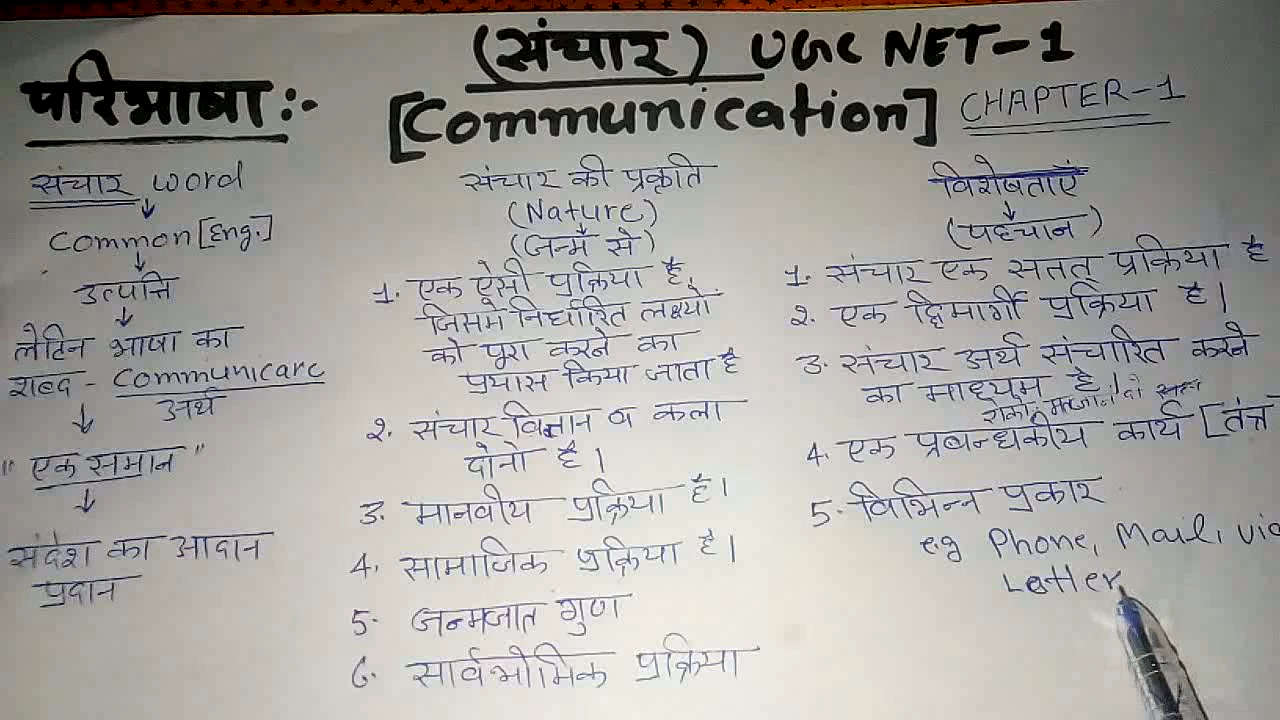 (संचार) UGC NET-1
[Communication] CHAPTER-1
परिभाषा:-
संचार word
Common [Eng.]
उत्पत्ति
लेटिन भाषा का
शब्द - Communicare
अर्थ
"एक समान"
संदेश का आदान
प्रदान
संचार की प्रकृति
(Nature)
(जन्म से)
1. एक ऐसी प्रक्रिया है,
जिसमे निर्धारित लक्ष्यो
को पूरा करने का
प्रयास किया जाता है
2. संचार विज्ञान व कला
दोनो है।
3. मानवीय प्रक्रिया है।
4. सामाजिक प्रक्रिया है।
5. जन्मजात गुण
6. सार्वभोमिक प्रक्रिया
विशेषताएँ
(पहचान)
1. संचार एक सतत् प्रक्रिया है
2. एक द्विमार्गी प्रक्रिया है।
3. संचार अर्थ संचारित करने
का माध्यम है।
4. एक प्रबन्धकीय कार्य [तंत्र
5. विभिन्न प्रकार
e.g Phone, Mail, vid
Letter